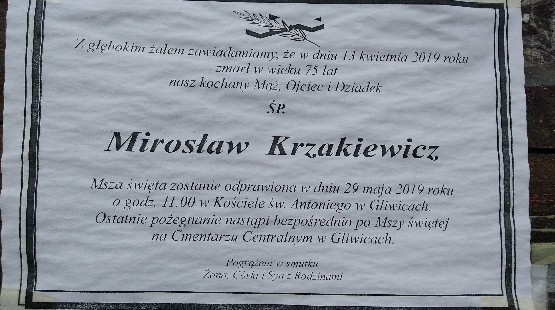 Z głębokim żalem zawiadamiamy, że w dniu 13 kwietnia 2019 roku
zmarł w wieku 75 lat
nasz kochany Mąż, Ojciec i Dziadek
ŚP.
Mirosław Krzakiewicz
Msza święta zostanie odprawiona w dniu 29 maja 2019 roku
o godz. 11.00 w Kościele św. Antoniego w Gliwicach.
Ostatnie pożegnanie nastąpi bezpośrednio po Mszy świętej
na Cmentarzu Centralnym w Gliwicach.
Pogrążeni w smutku
Żona, Córka i Syn z Rodzinami